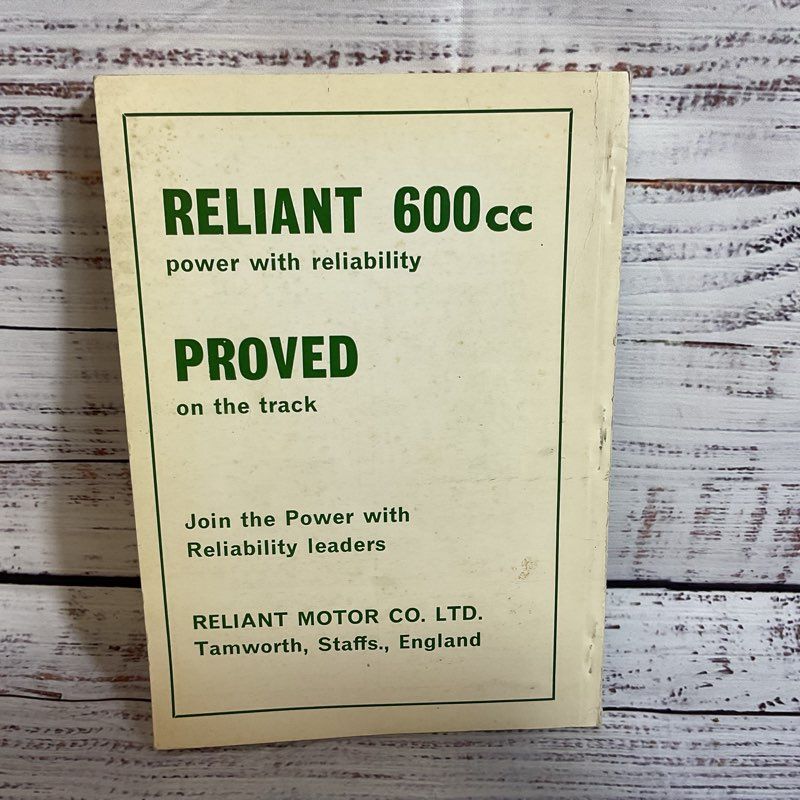 RELIANT 600cc
power with reliability
PROVED
on the track
Join the Power with
Reliability leaders
RELIANT MOTOR CO. LTD.
Tamworth, Staffs., England